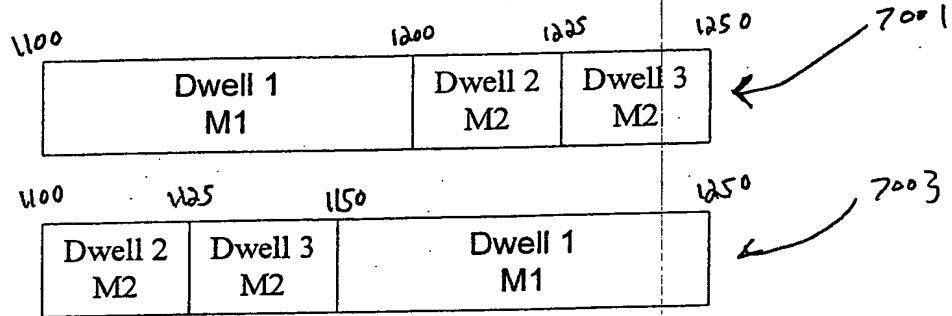 1100 1200 1225 1250 7001
Dwell 1 Dwell 2 Dwell 3
M1 M2 M2
1100 1125 1150 1250 7003
Dwell 2 Dwell 3 Dwell 1
M2 M2 M1